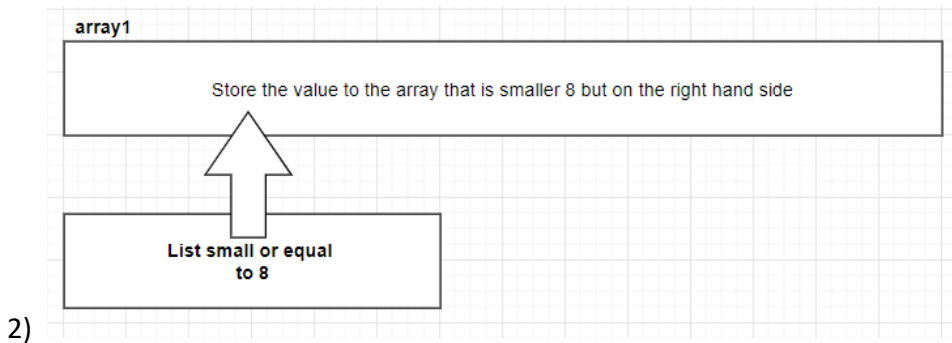 array1
Store the value to the array that is smaller 8 but on the right hand side
List small or equal
to 8
2)